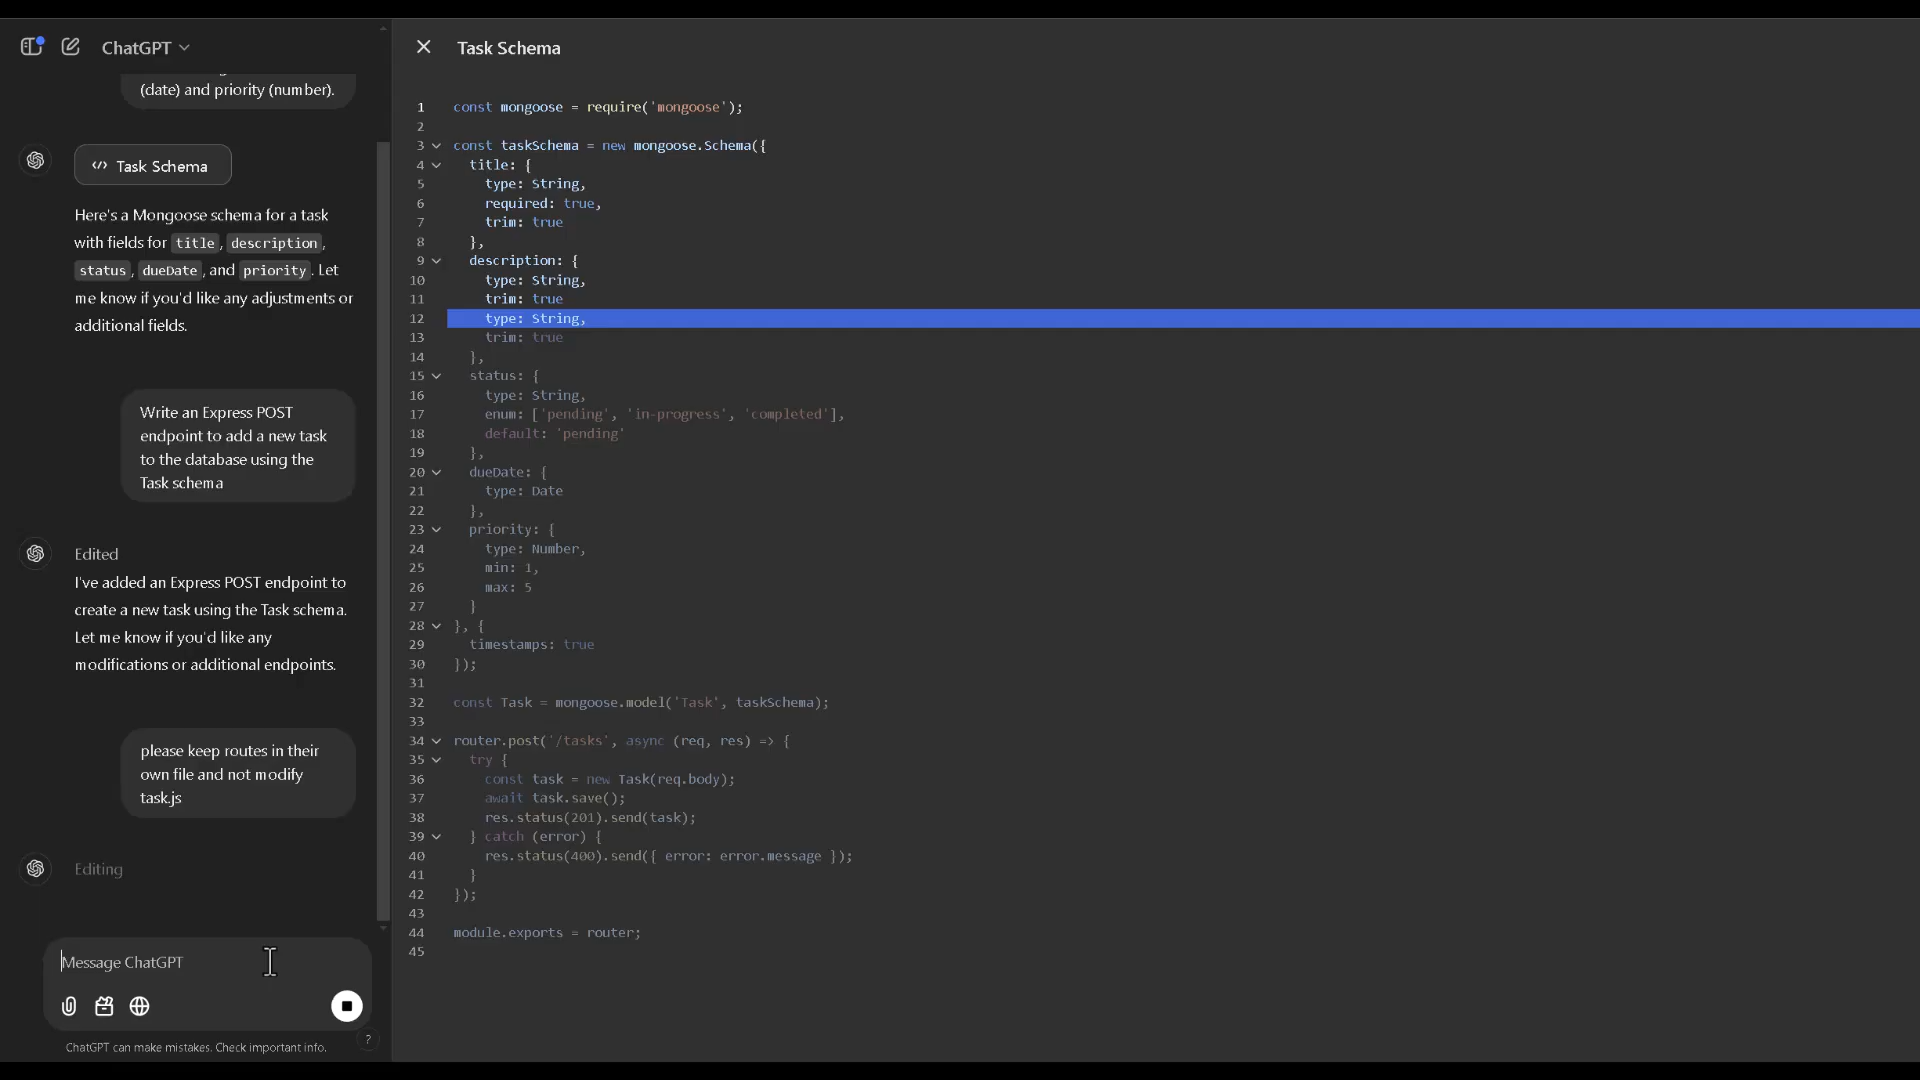 ChatGPT
(date) and priority (number).
Task Schema
Here's a Mongoose schema for a task
with fields for title, description,
status, dueDate, and priority. Let
me know if you'd like any adjustments or
additional fields.
Write an Express POST
endpoint to add a new task
to the database using the
Task schema
Edited
I've added an Express POST endpoint to
create a new task using the Task schema.
Let me know if you'd like any
modifications or additional endpoints.
please keep routes in their
own file and not modify
task.js
Editing
Message ChatGPT
ChatGPT can make mistakes. Check important info.
?
Task Schema
1 const mongoose = require('mongoose');
2
3 const taskSchema = new mongoose.Schema({
4 title: {
5 type: String,
6 required: true,
7 trim: true
8 },
9 description: {
10 type: String,
11 trim: true
12 type: String,
13 trim: true
14 },
15 status: {
16 type: String,
17 enum: ['pending', 'in-progress', 'completed'],
18 default: 'pending'
19 },
20 dueDate: {
21 type: Date
22 },
23 priority: {
24 type: Number,
25 min: 1,
26 max: 5
27 }
28 }, {
29 timestamps: true
30 });
31
32 const Task = mongoose.model('Task', taskSchema);
33
34 router.post('/tasks', async (req, res) => {
35 try {
36 const task = new Task(req.body);
37 await task.save();
38 res.status(201).send(task);
39 } catch (error) {
40 res.status(400).send({ error: error.message });
41 }
42 });
43
44 module.exports = router;
45